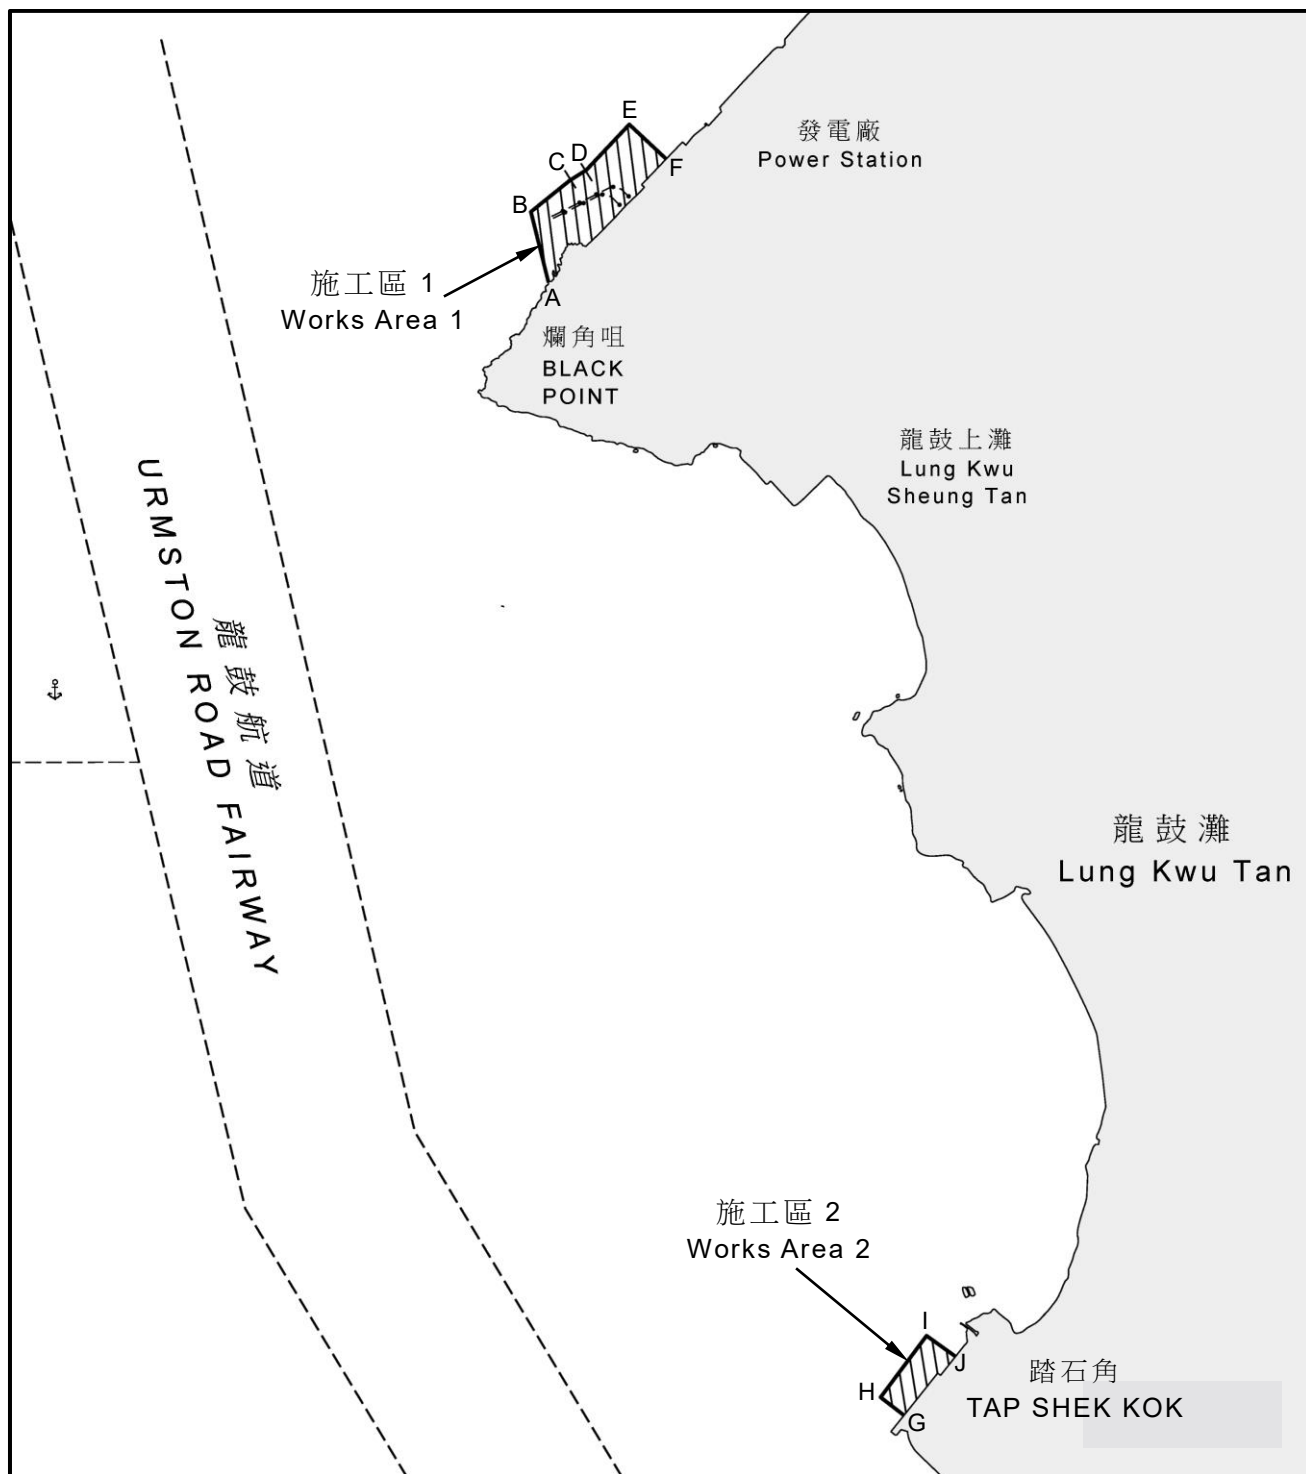 E
發電廠
Power Station
D
C
F
B
施工區 1
Works Area 1
A
爛角咀
BLACK
POINT
龍鼓上灘
Lung Kwu
Sheung Tan
URMSTON ROAD FAIRWAY
龍鼓航道
龍鼓灘
Lung Kwu Tan
施工區 2
Works Area 2
I
J
H
G
踏石角
TAP SHEK KOK